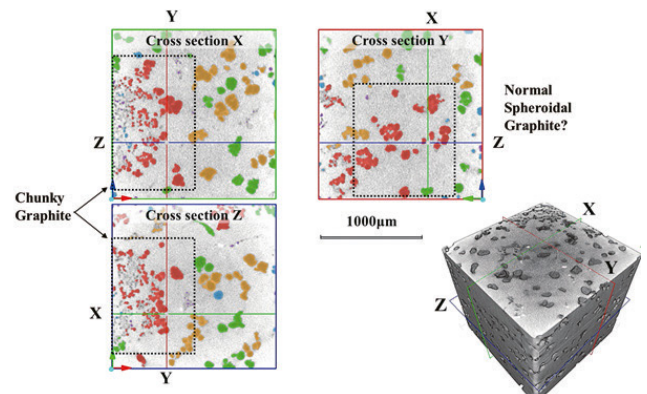 Y
Cross section X
Z
X
Cross section Y
Z
Normal
Spheroidal
Graphite?
Chunky
Graphite
Cross section Z
X
Y
1000μm
X
Y
Z